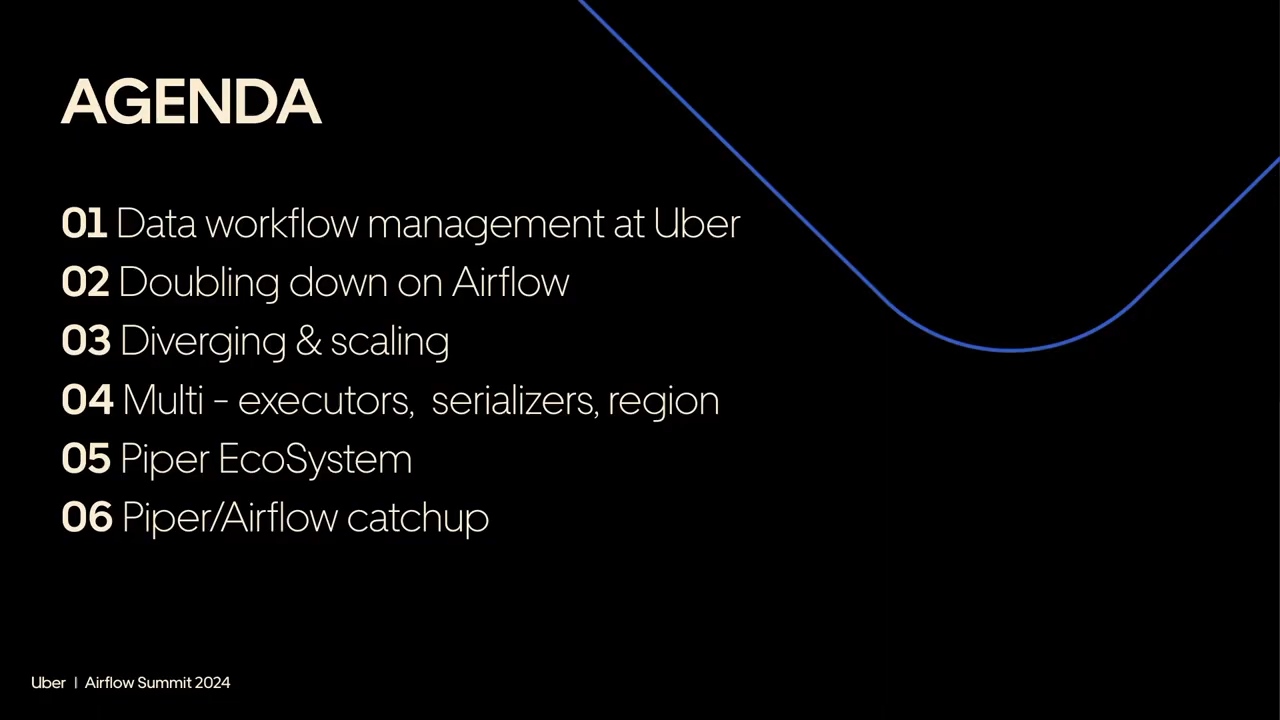 AGENDA
01 Data workflow management at Uber
02 Doubling down on Airflow
03 Diverging & scaling
04 Multi - executors,  serializers, region
05 Piper EcoSystem
06 Piper/Airflow catchup
Uber | Airflow Summit 2024